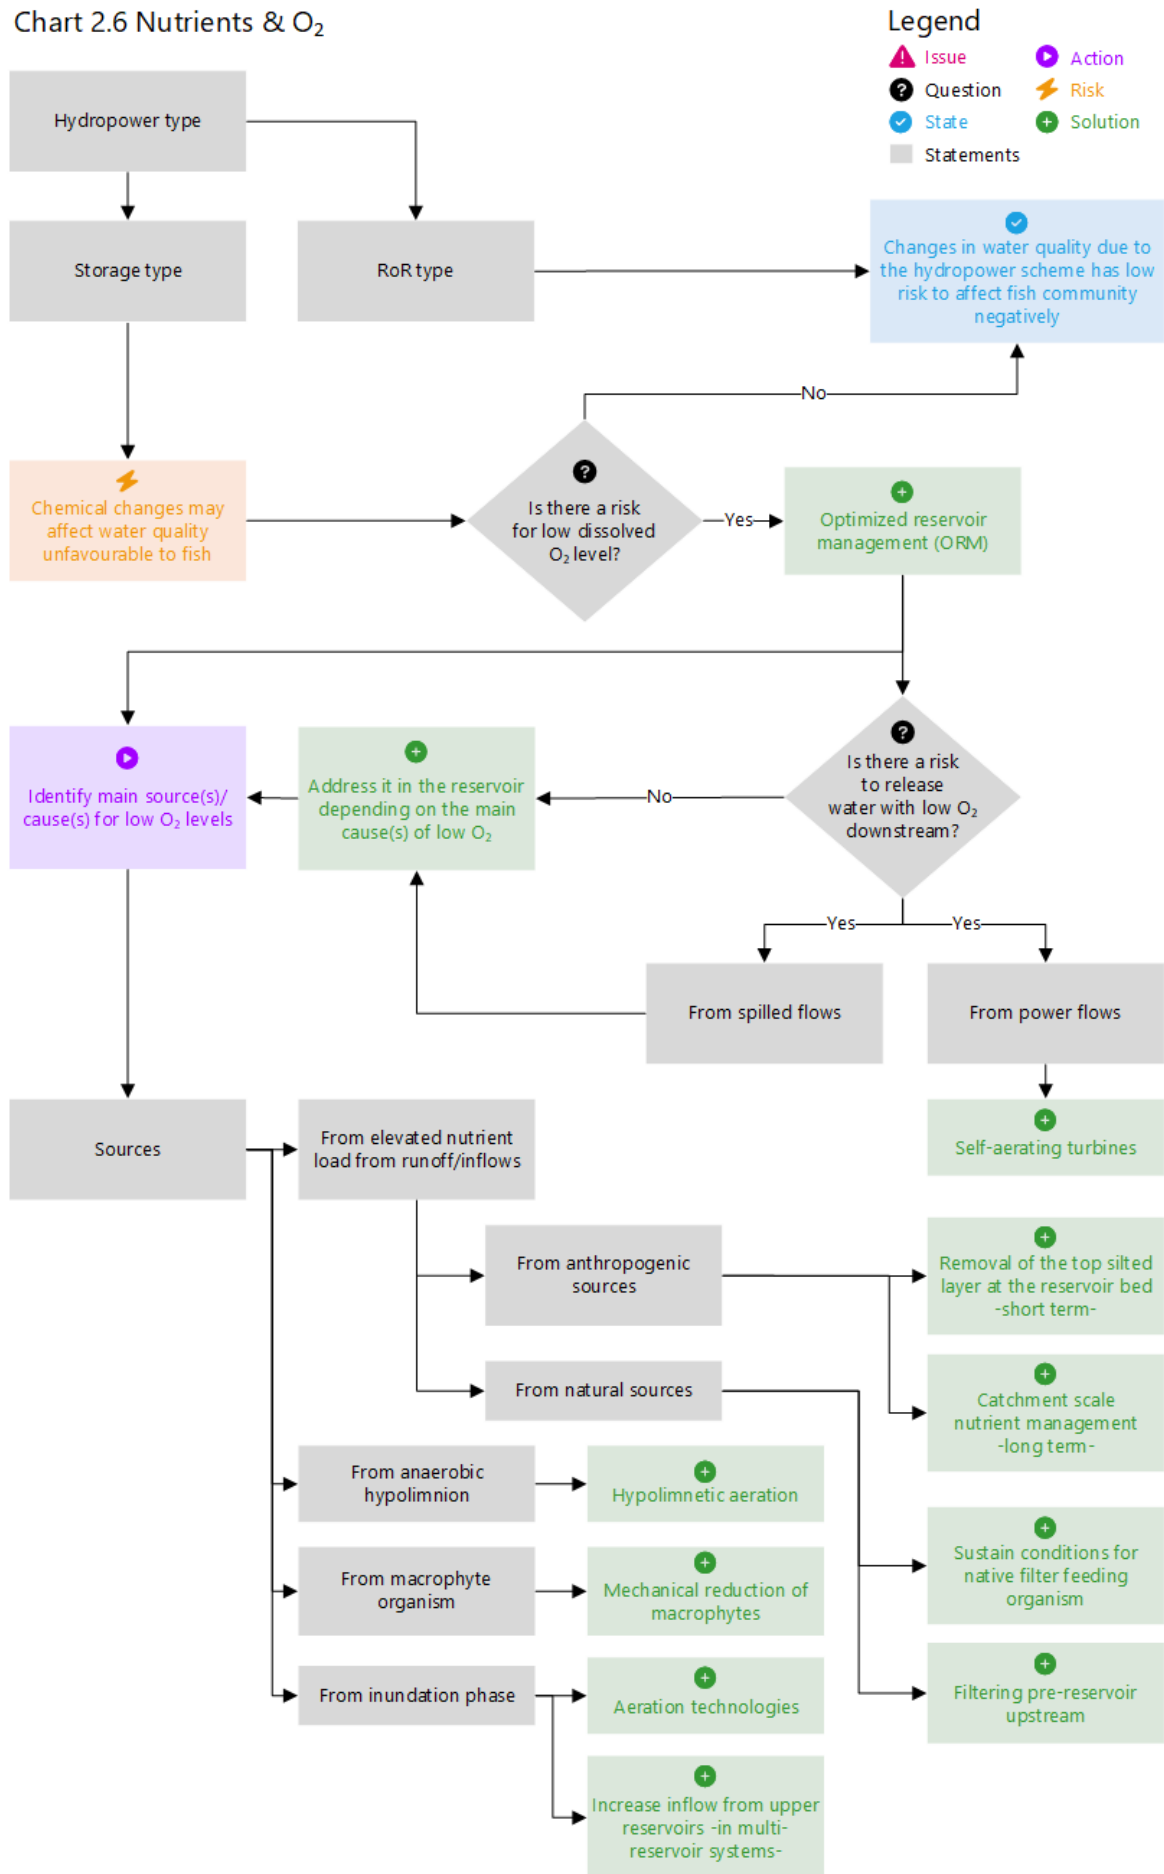 Chart 2.6 Nutrients & O₂
Legend
Issue
Action
Question
Risk
State
Solution
Statements
Hydropower type
Storage type
RoR type
Changes in water quality due to
the hydropower scheme has low
risk to affect fish community
negatively
No
Chemical changes may
affect water quality
unfavourable to fish
Is there a risk
for low dissolved
O₂ level?
Yes
Optimized reservoir
management (ORM)
Identify main source(s)/
cause(s) for low O₂ levels
Address it in the reservoir
depending on the main
cause(s) of low O₂
No
Is there a risk
to release
water with low O₂
downstream?
Yes
Yes
From spilled flows
From power flows
Self-aerating turbines
Sources
From elevated nutrient
load from runoff/inflows
From anthropogenic
sources
Removal of the top silted
layer at the reservoir bed
-short term-
From natural sources
Catchment scale
nutrient management
-long term-
From anaerobic
hypolimnion
Hypolimnetic aeration
Sustain conditions for
native filter feeding
organism
From macrophyte
organism
Mechanical reduction of
macrophytes
Filtering pre-reservoir
upstream
From inundation phase
Aeration technologies
Increase inflow from upper
reservoirs -in multi-
reservoir systems-